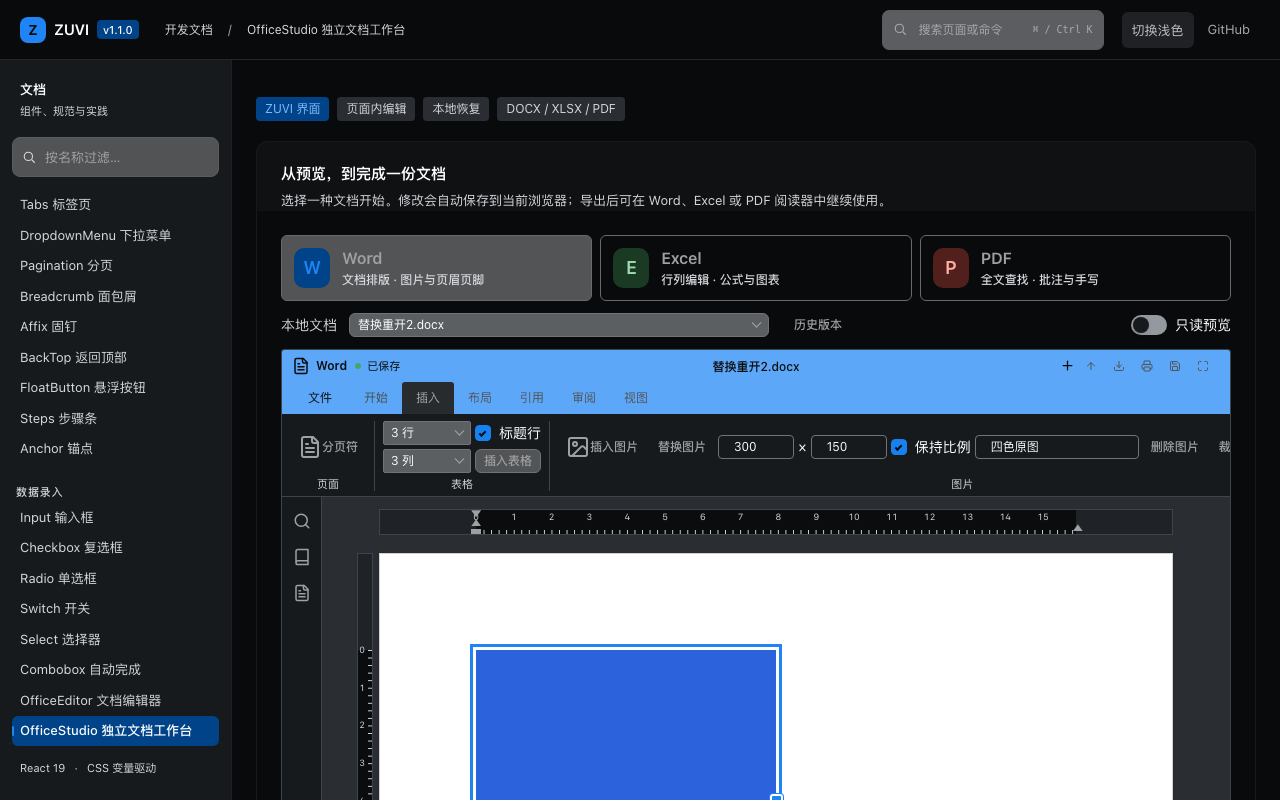 Z ZUVI v1.1.0 开发文档 / OfficeStudio 独立文档工作台 搜索页面或命令 ⌘ / Ctrl K 切换浅色 GitHub
文档
组件、规范与实践
按名称过滤...
Tabs 标签页
DropdownMenu 下拉菜单
Pagination 分页
Breadcrumb 面包屑
Affix 固钉
BackTop 返回顶部
FloatButton 悬浮按钮
Steps 步骤条
Anchor 锚点
数据录入
Input 输入框
Checkbox 复选框
Radio 单选框
Switch 开关
Select 选择器
Combobox 自动完成
OfficeEditor 文档编辑器
OfficeStudio 独立文档工作台
React 19 · CSS 变量驱动
ZUVI 界面 页面内编辑 本地恢复 DOCX / XLSX / PDF
从预览，到完成一份文档
选择一种文档开始。修改会自动保存到当前浏览器；导出后可在 Word、Excel 或 PDF 阅读器中继续使用。
W Word
文档排版 · 图片与页眉页脚
E Excel
行列编辑 · 公式与图表
P PDF
全文查找 · 批注与手写
本地文档 替换重开2.docx 历史版本 只读预览
Word 已保存 替换重开2.docx
文件 开始 插入 布局 引用 审阅 视图
分页符 3 行 标题行 插入图片 替换图片 300 x 150 保持比例 四色原图 删除图片 裁
3 列 插入表格
页面 表格 图片
0 1 2 3 4 5 6 7 8 9 10 11 12 13 14 15
0
1
2
3